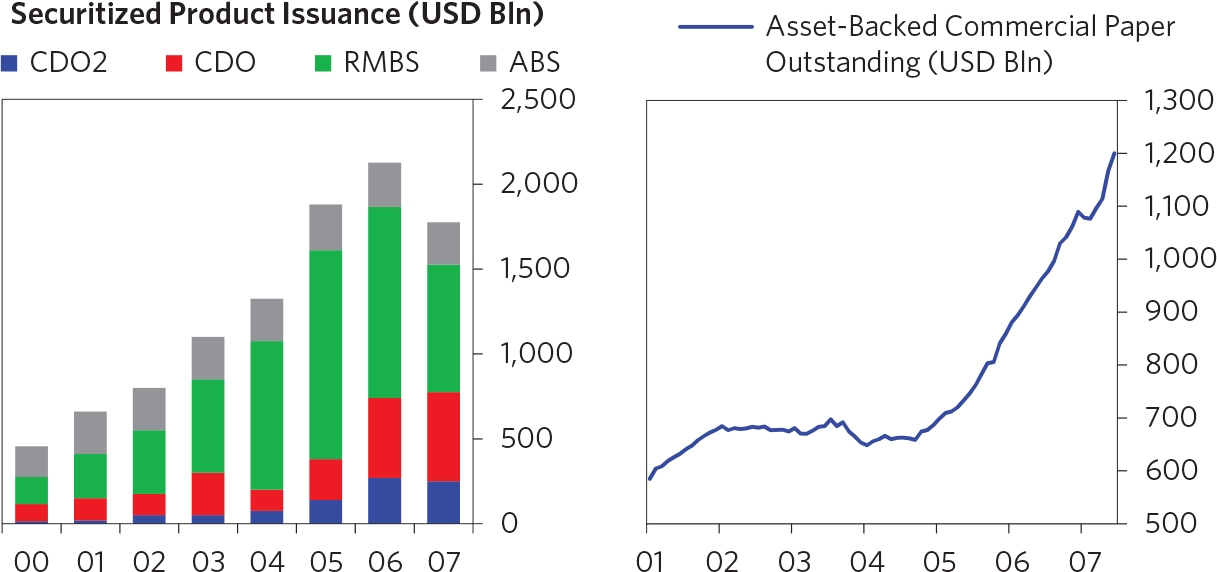 Securitized Product Issuance (USD Bln)
CDO2 CDO RMBS ABS
2,500
2,000
1,500
1,000
500
0
00 01 02 03 04 05 06 07
Asset-Backed Commercial Paper
Outstanding (USD Bln)
1,300
1,200
1,100
1,000
900
800
700
600
500
01 02 03 04 05 06 07